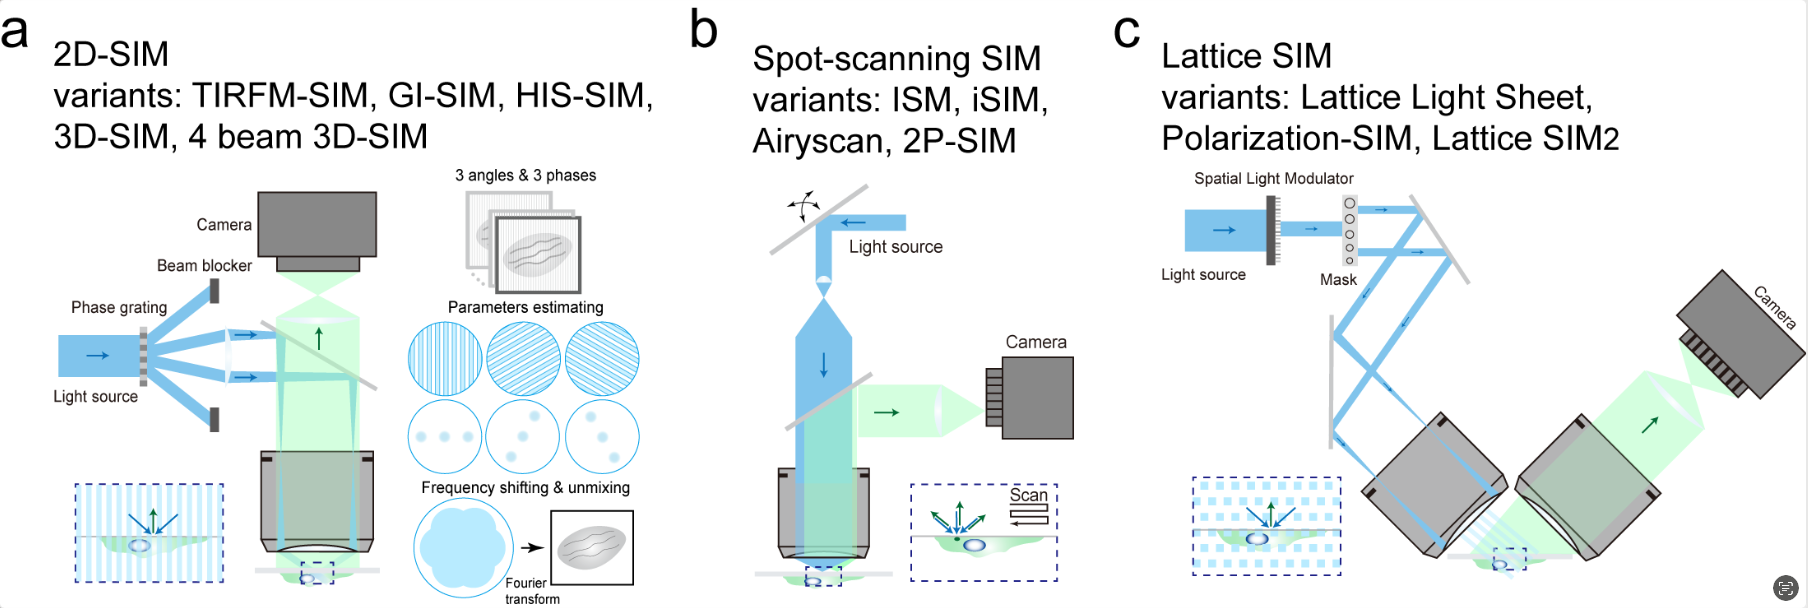 a
2D-SIM
variants: TIRFM-SIM, GI-SIM, HIS-SIM,
3D-SIM, 4 beam 3D-SIM
3 angles & 3 phases
Camera
Beam blocker
Phase grating
Light source
Parameters estimating
Frequency shifting & unmixing
Fourier
transform
b
Spot-scanning SIM
variants: ISM, iSIM,
Airyscan, 2P-SIM
Light source
Camera
Scan
c
Lattice SIM
variants: Lattice Light Sheet,
Polarization-SIM, Lattice SIM2
Spatial Light Modulator
Light source
Mask
Camera